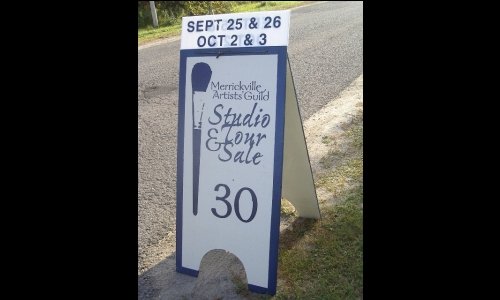 SEPT 25 & 26
OCT 2 & 3
Merrickville
Artists' Guild
Studio
& Tour
Sale
30